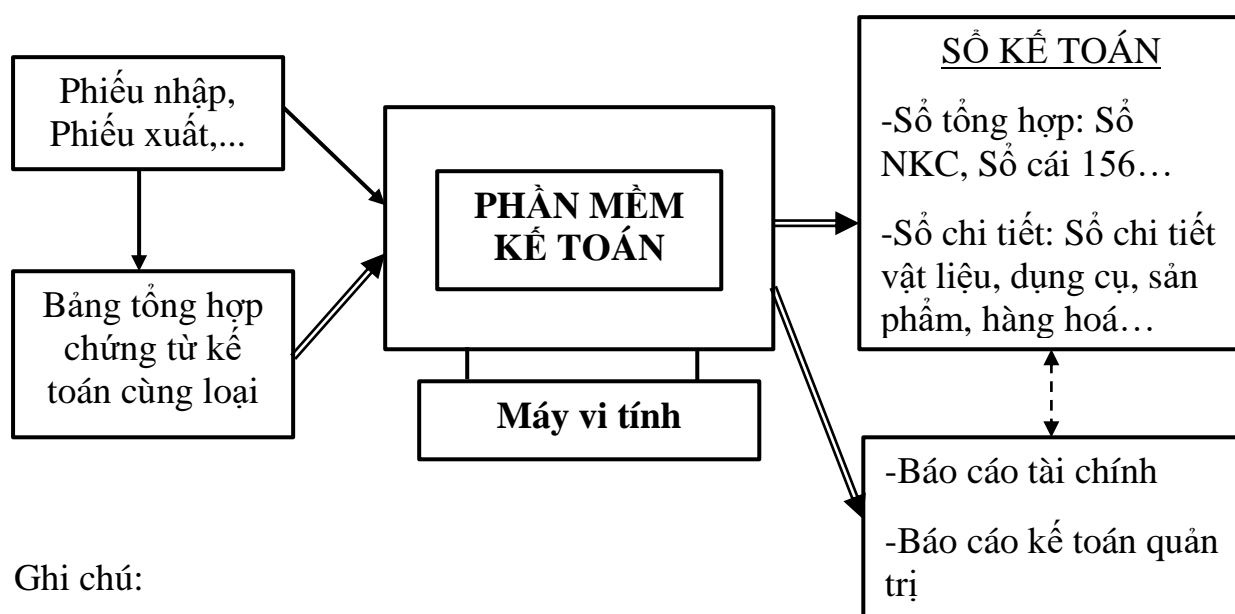 Phiếu nhập,
Phiếu xuất,...
Bảng tổng hợp
chứng từ kế
toán cùng loại
PHẦN MỀM
KẾ TOÁN
Máy vi tính
SỔ KẾ TOÁN
-Sổ tổng hợp: Sổ
NKC, Sổ cái 156…
-Sổ chi tiết: Sổ chi tiết
vật liệu, dụng cụ, sản
phẩm, hàng hoá…
-Báo cáo tài chính
-Báo cáo kế toán quản
trị
Ghi chú: